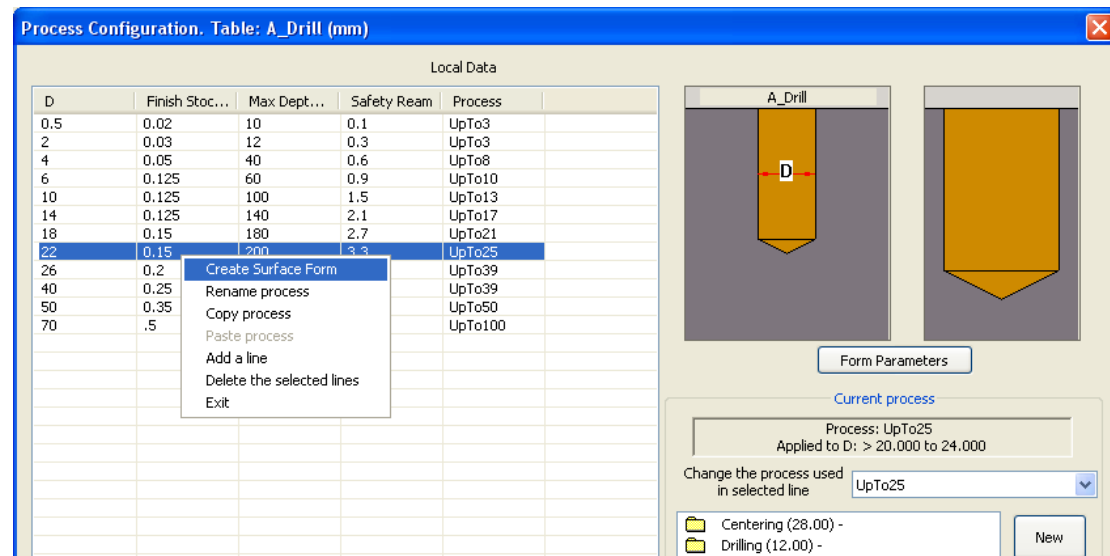 Process Configuration. Table: A_Drill (mm)
Local Data
D Finish Stoc... Max Dept... Safety Ream Process
0.5 0.02 10 0.1 UpTo3
2 0.03 12 0.3 UpTo3
4 0.05 40 0.6 UpTo8
6 0.125 60 0.9 UpTo10
10 0.125 100 1.5 UpTo13
14 0.125 140 2.1 UpTo17
18 0.15 180 2.7 UpTo21
22 0.15 200 3.3 UpTo25
26 0.2 UpTo39
40 0.25 UpTo39
50 0.35 UpTo50
70 .5 UpTo100
Create Surface Form
Rename process
Copy process
Paste process
Add a line
Delete the selected lines
Exit
A_Drill
D
Form Parameters
Current process
Process: UpTo25
Applied to D: > 20.000 to 24.000
Change the process used
in selected line
UpTo25
Centering (28.00) -
Drilling (12.00) -
New